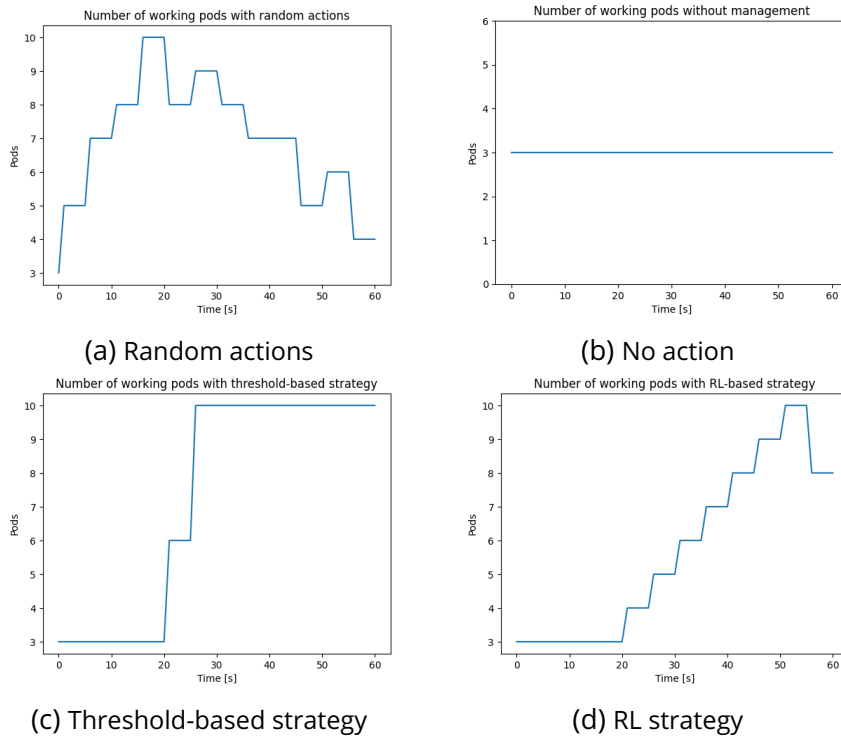 Number of working pods with random actions
Pods
10
9
8
7
6
5
4
3
0 10 20 30 40 50 60
Time [s]
(a) Random actions
Number of working pods without management
Pods
6
5
4
3
2
1
0
0 10 20 30 40 50 60
Time [s]
(b) No action
Number of working pods with threshold-based strategy
Pods
10
9
8
7
6
5
4
3
0 10 20 30 40 50 60
Time [s]
(c) Threshold-based strategy
Number of working pods with RL-based strategy
Pods
10
9
8
7
6
5
4
3
0 10 20 30 40 50 60
Time [s]
(d) RL strategy